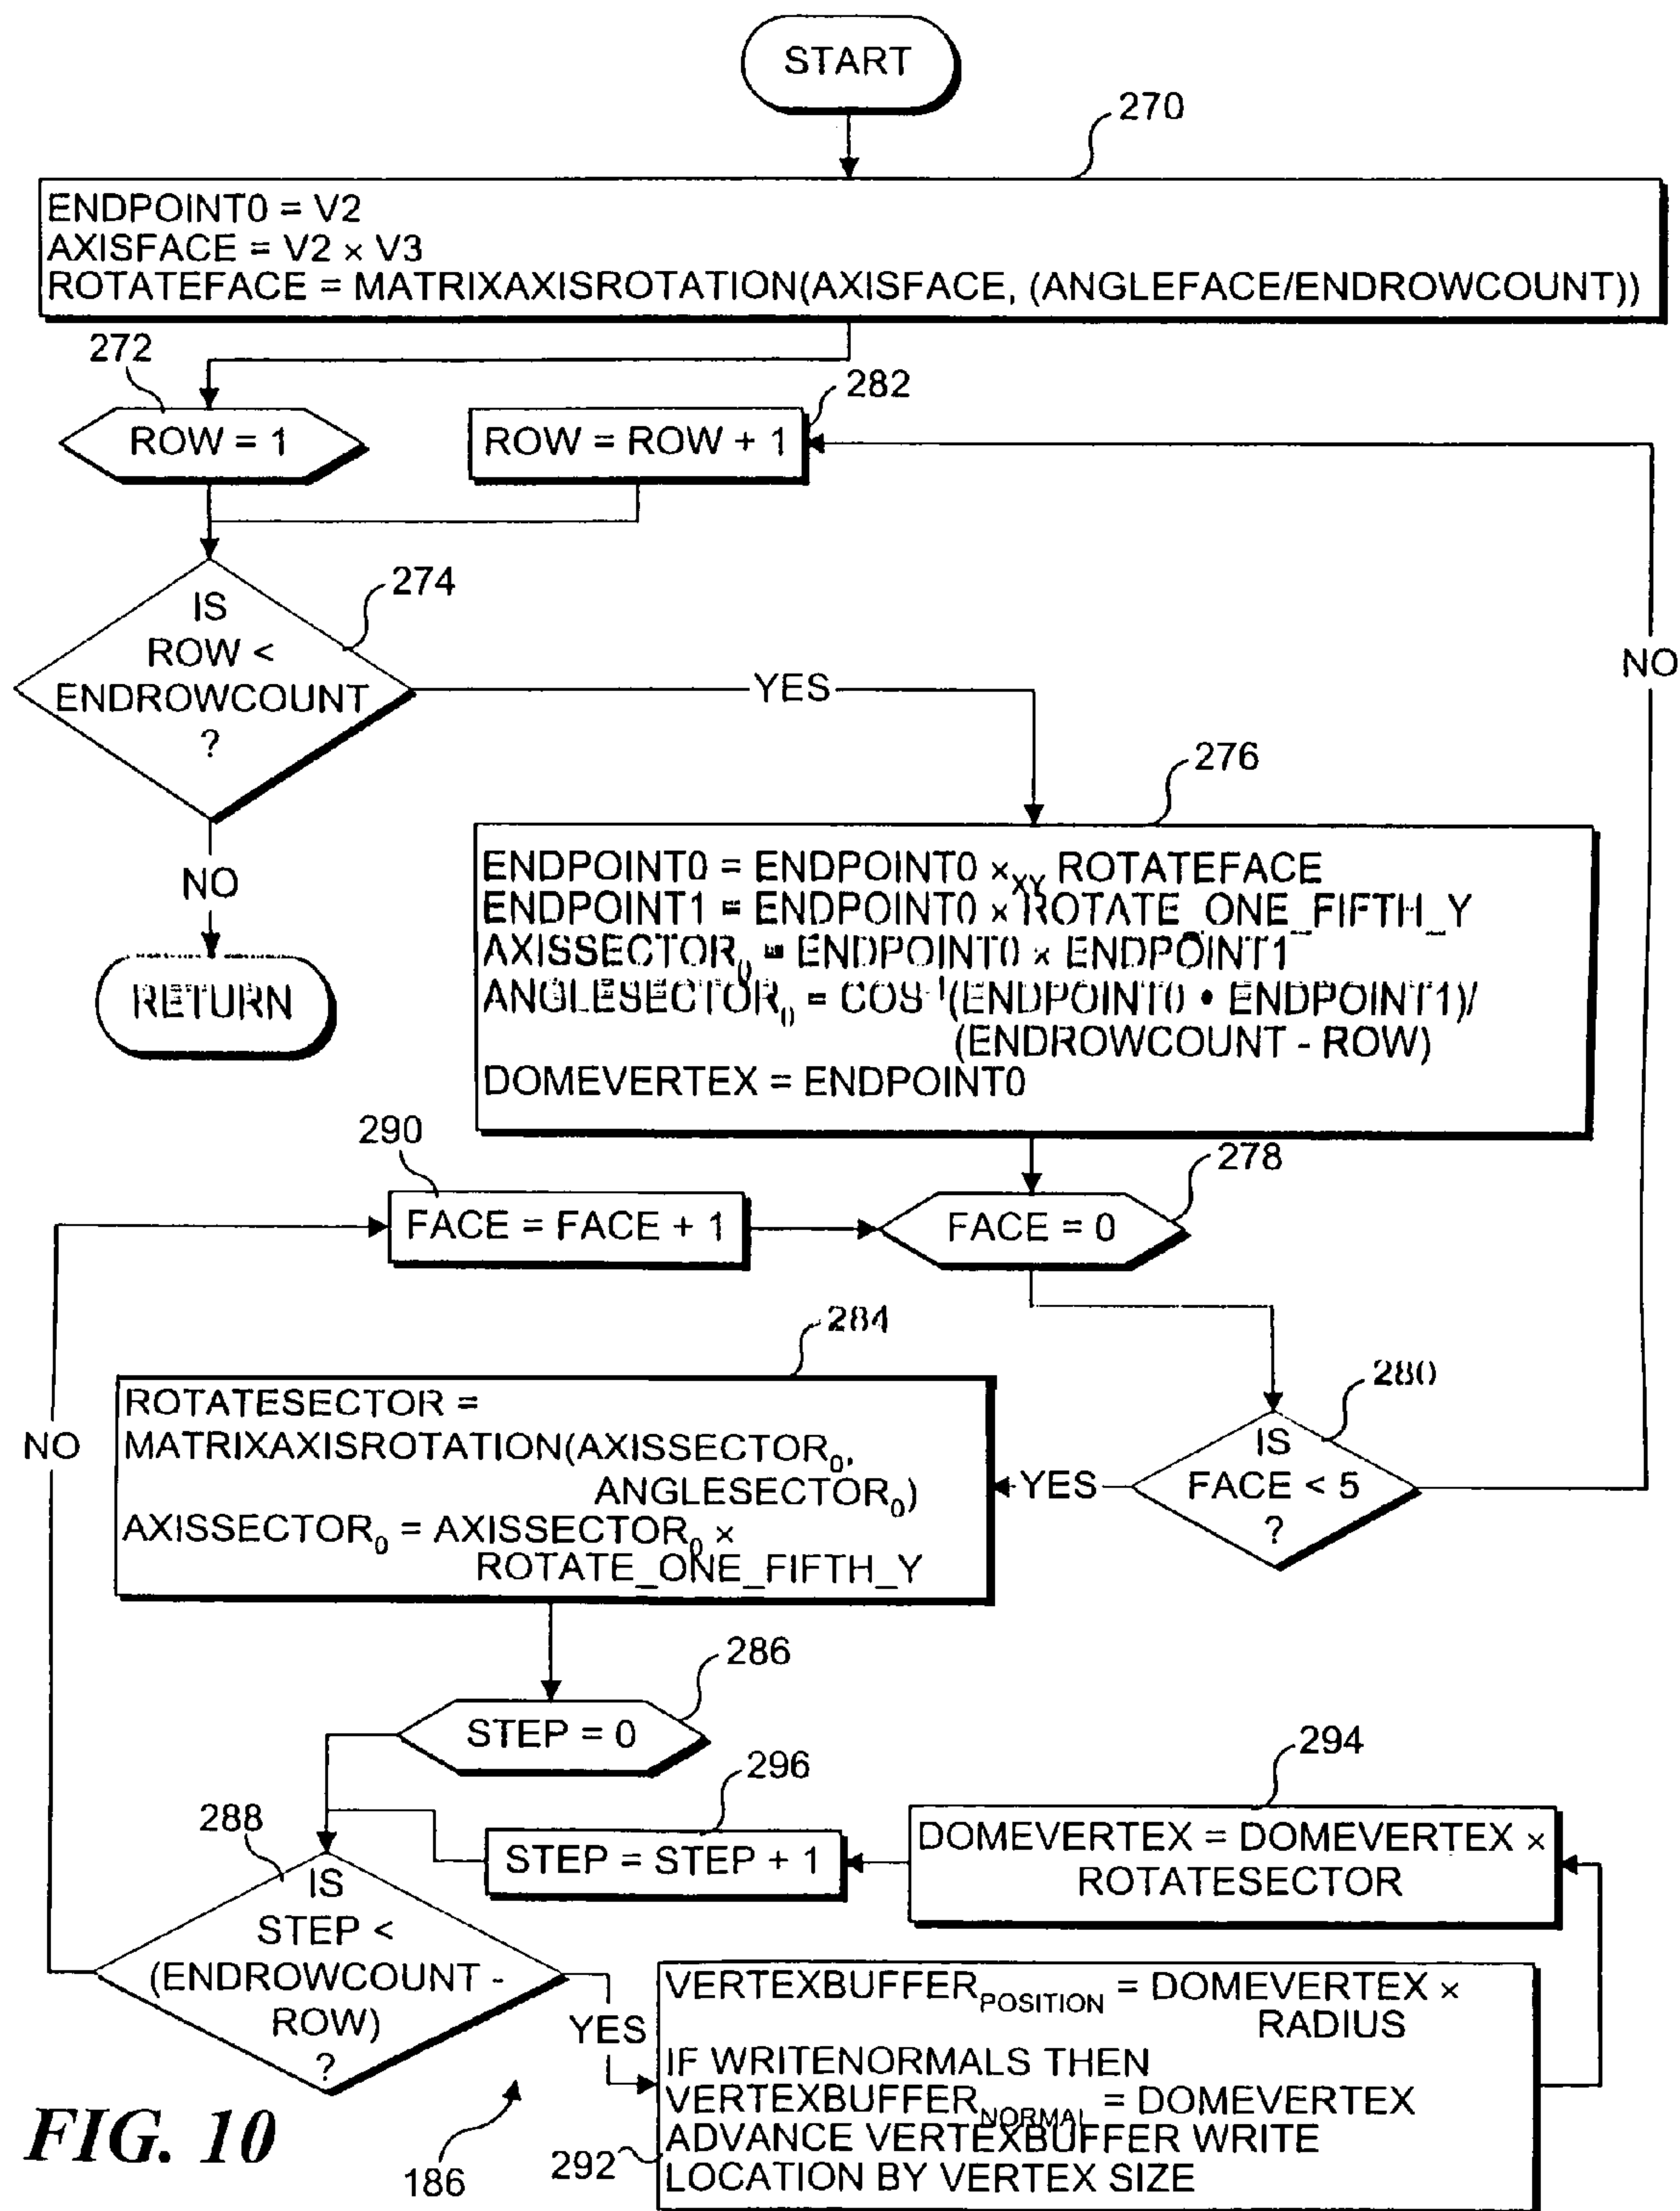 START
270
ENDPOINT0 = V2
AXISFACE = V2 × V3
ROTATEFACE = MATRIXAXISROTATION(AXISFACE, (ANGLEFACE/ENDROWCOUNT))
272
282
ROW = 1
ROW = ROW + 1
274
IS
ROW <
ENDROWCOUNT
?
YES
NO
NO
RETURN
276
ENDPOINT0 = ENDPOINT0 ×XY ROTATEFACE
ENDPOINT1 = ENDPOINT0 × ROTATE_ONE_FIFTH_Y
AXISSECTOR0 = ENDPOINT0 × ENDPOINT1
ANGLESECTOR0 = COS-1(ENDPOINT0 • ENDPOINT1)/
(ENDROWCOUNT - ROW)
DOMEVERTEX = ENDPOINT0
290
278
FACE = FACE + 1
FACE = 0
284
280
ROTATESECTOR =
MATRIXAXISROTATION(AXISSECTOR0,
ANGLESECTOR0)
AXISSECTOR0 = AXISSECTOR0 ×
ROTATE_ONE_FIFTH_Y
NO
YES
IS
FACE < 5
?
286
STEP = 0
296
294
288
STEP = STEP + 1
DOMEVERTEX = DOMEVERTEX ×
ROTATESECTOR
IS
STEP <
(ENDROWCOUNT -
ROW)
?
YES
VERTEXBUFFERPOSITION = DOMEVERTEX ×
RADIUS
IF WRITENORMALS THEN
VERTEXBUFFERNORMAL = DOMEVERTEX
ADVANCE VERTEXBUFFER WRITE
LOCATION BY VERTEX SIZE
292
186
FIG. 10